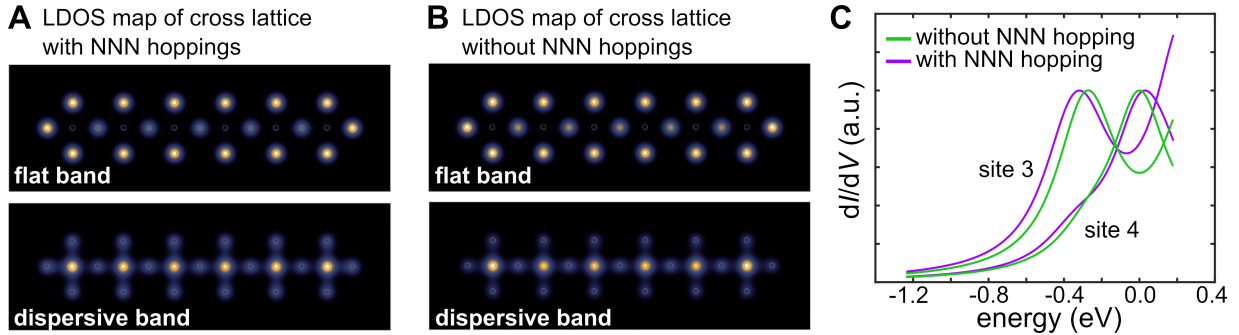 A LDOS map of cross lattice
with NNN hoppings
flat band
dispersive band
B LDOS map of cross lattice
without NNN hoppings
flat band
dispersive band
C
without NNN hopping
with NNN hopping
site 3
site 4
dI/dV (a.u.)
-1.2 -0.8 -0.4 0.0 0.4
energy (eV)